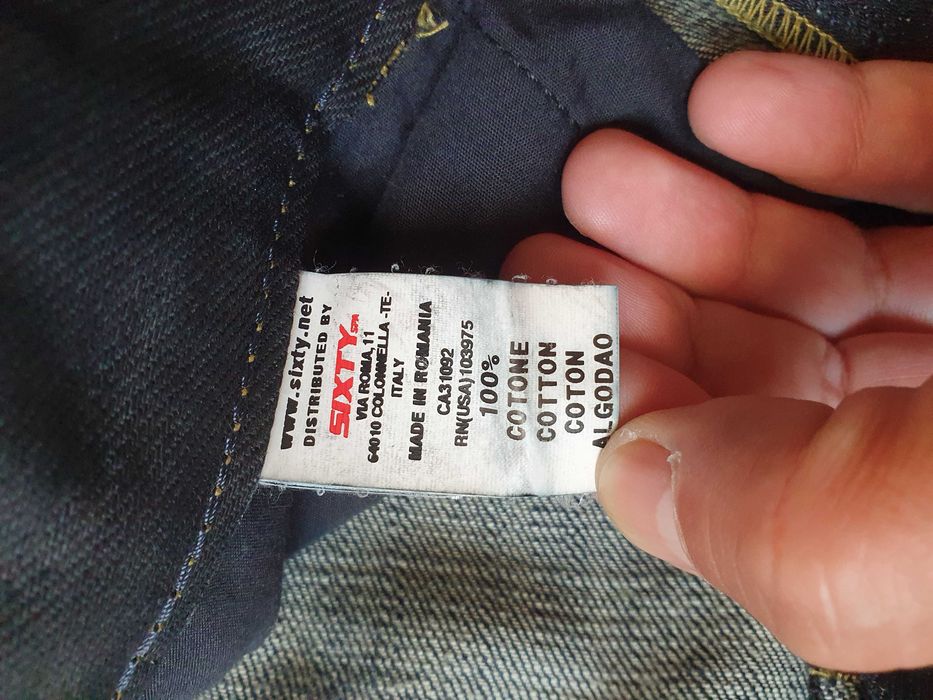 www.sixty.net
DISTRIBUTED BY
SIXTY SPA
VIA ROMA, 11
64010 COLONNELLA -TE-
ITALY
MADE IN ROMANIA
CA31092
RN(USA)103975
100%
COTONE
COTTON
COTON
ALGODAO